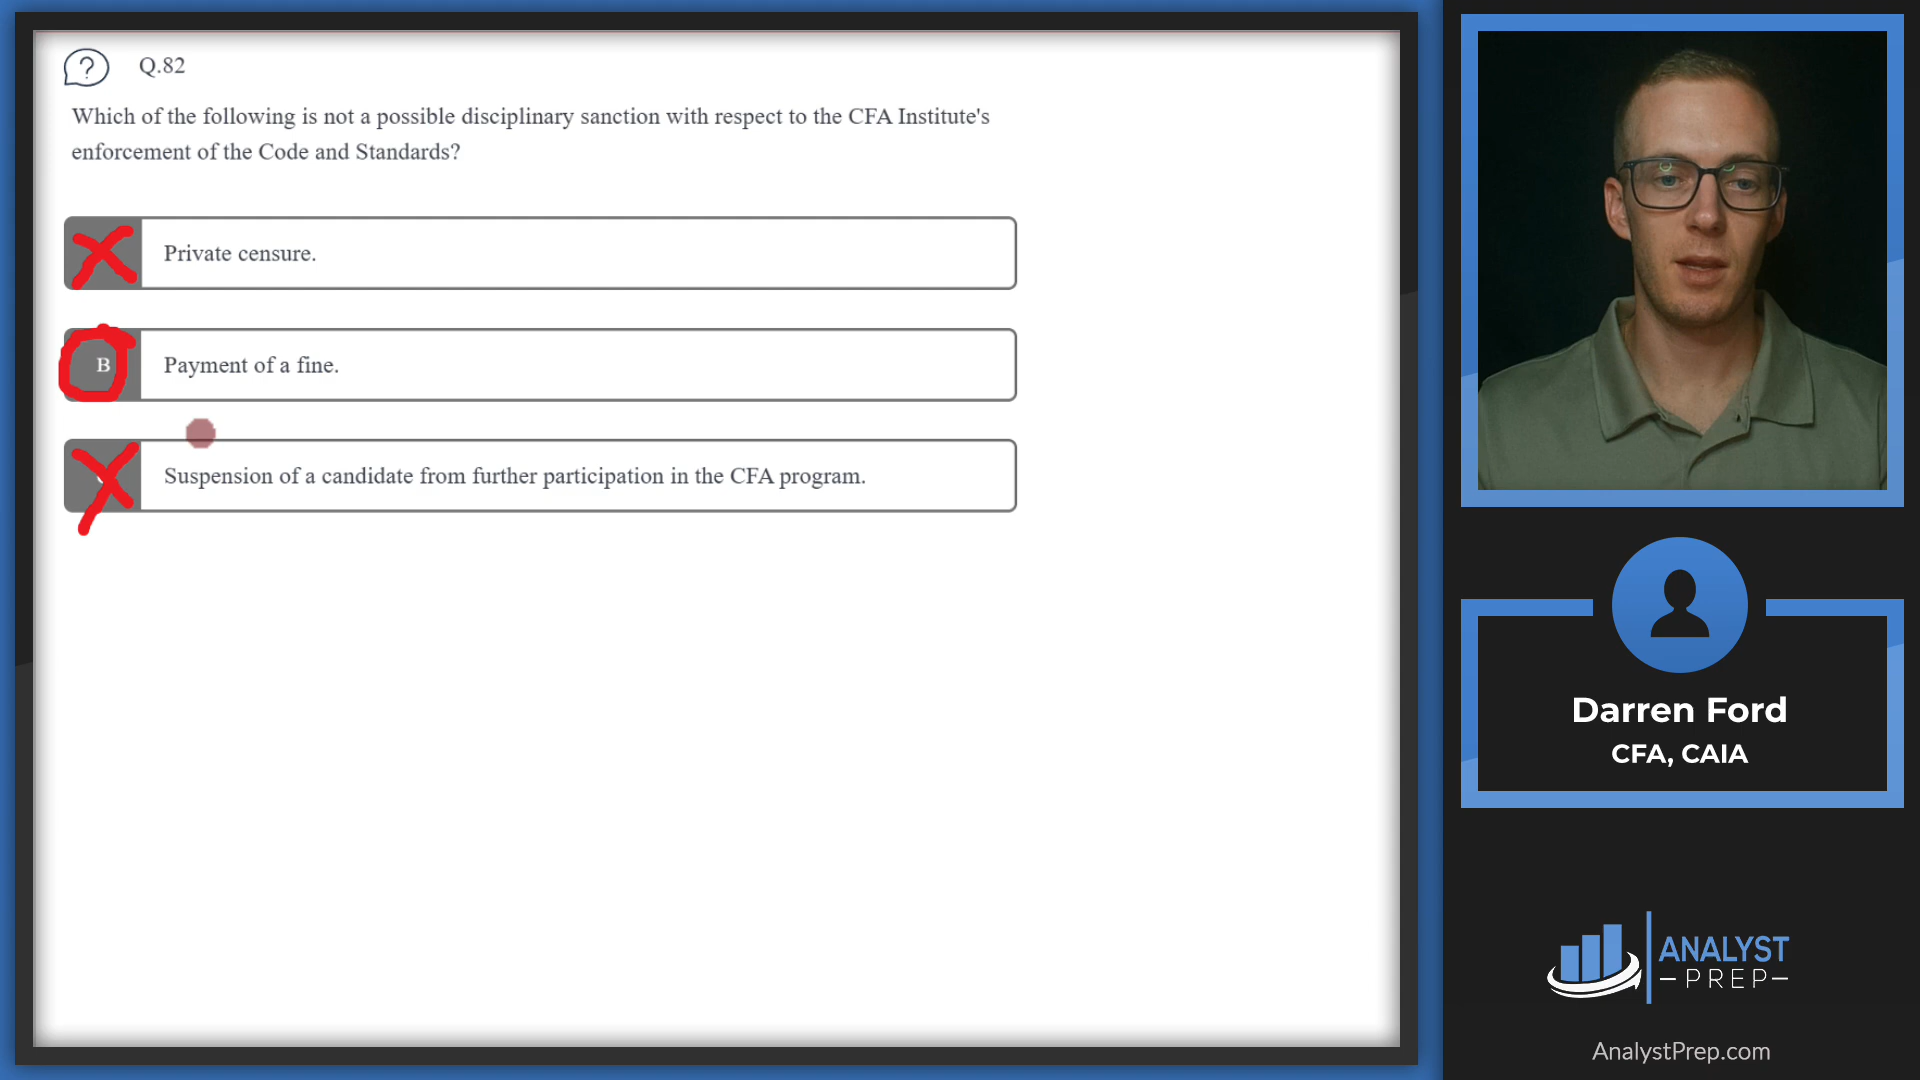 ?
Q.82
Which of the following is not a possible disciplinary sanction with respect to the CFA Institute's
enforcement of the Code and Standards?
Private censure.
B
Payment of a fine.
Suspension of a candidate from further participation in the CFA program.
Darren Ford
CFA, CAIA
ANALYST
PREP
AnalystPrep.com